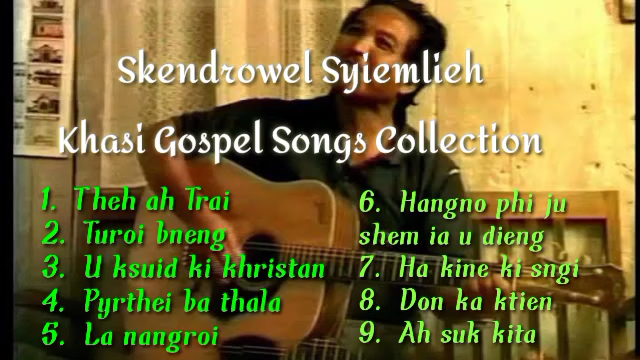 Skendrowel Syiemlieh
Khasi Gospel Songs Collection
1. Theh ah Trai
2. Turoi bneng
3. U ksuid ki khristan
4. Pyrthei ba thala
5. La nangroi
6. Hangno phi ju
shem ia u dieng
7. Ha kine ki sngi
8. Don ka ktien
9. Ah suk kita